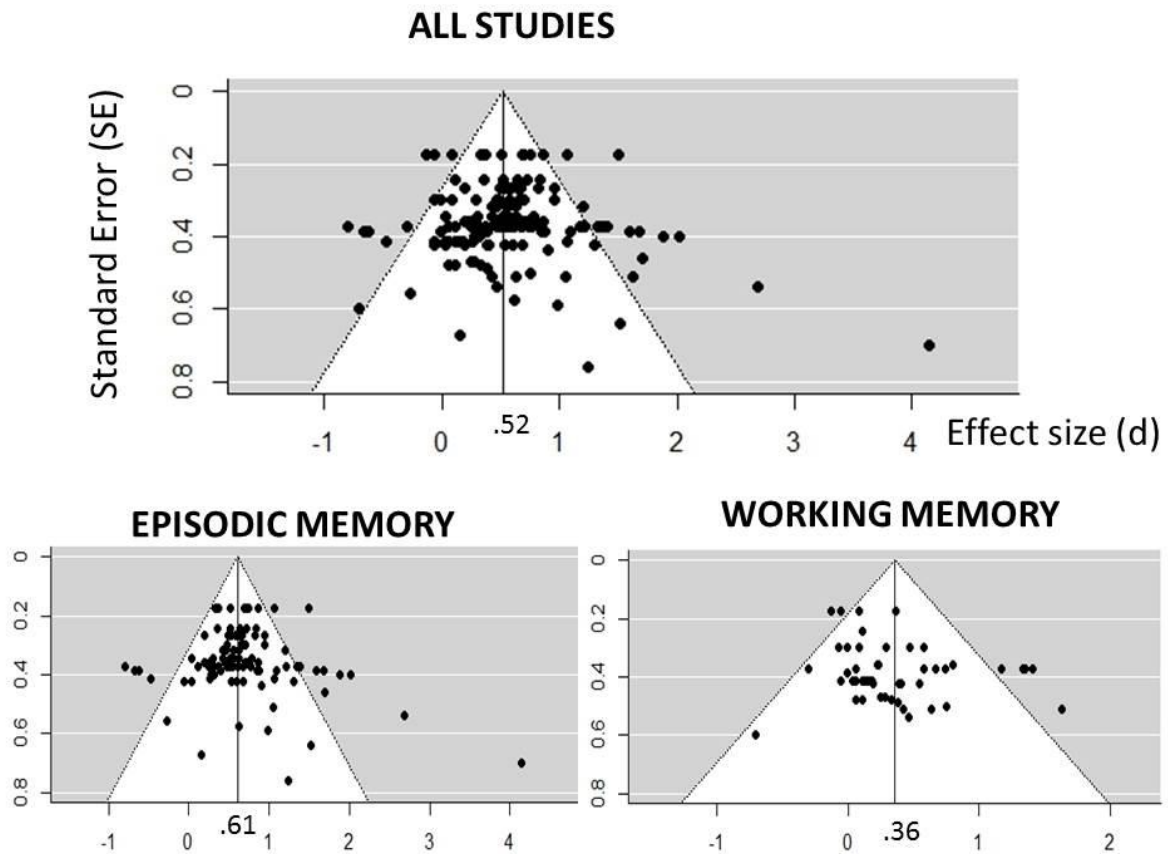 ALL STUDIES
Standard Error (SE)
0
0.2
0.4
0.6
0.8
-1 0 1 2 3 4
.52
Effect size (d)
EPISODIC MEMORY
0
0.2
0.4
0.6
0.8
-1 0 1 2 3 4
.61
WORKING MEMORY
0
0.2
0.4
0.6
0.8
-1 0 1 2
.36